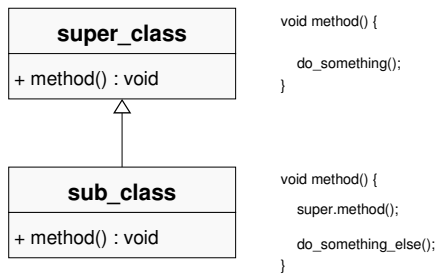 super_class
+ method() : void
void method() {
do_something();
}
sub_class
+ method() : void
void method() {
super.method();
do_something_else();
}